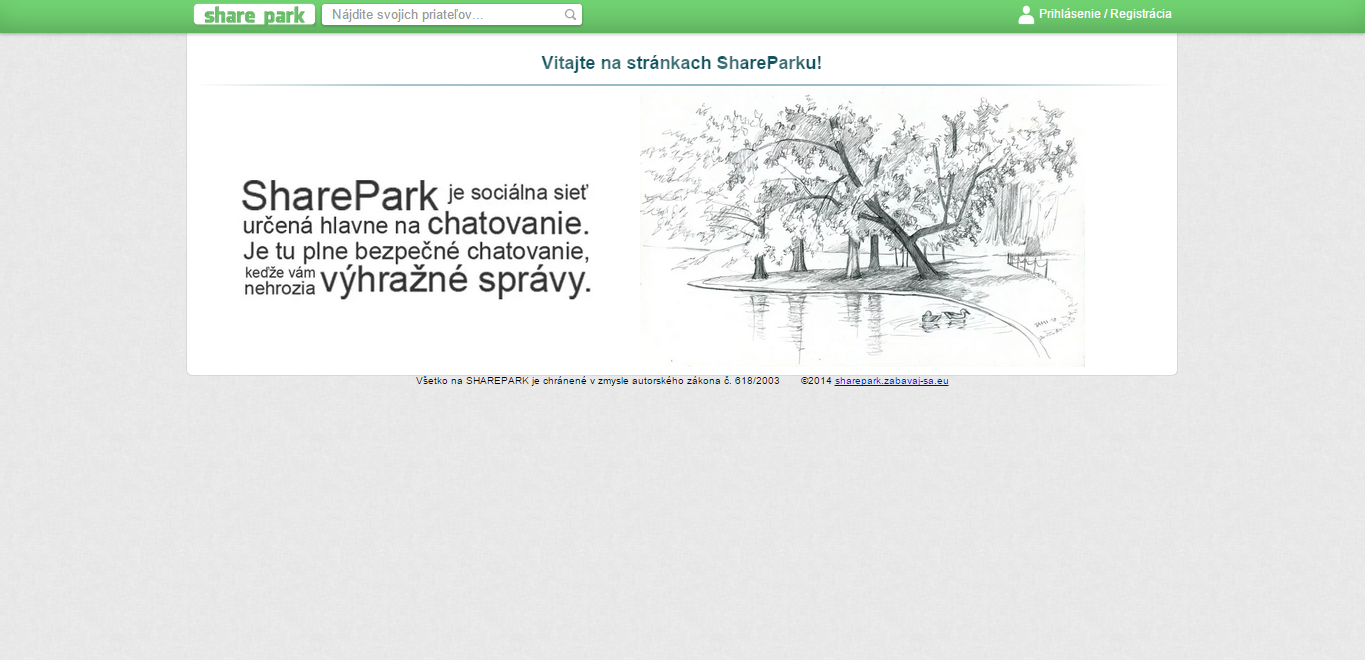 share park
Nájdite svojich priateľov...
Prihlásenie / Registrácia
Vitajte na stránkach ShareParku!
SharePark je sociálna sieť
určená hlavne na chatovanie.
Je tu plne bezpečné chatovanie,
kedže vám
nehrozia výhražné správy.
Všetko na SHAREPARK je chránené v zmysle autorského zákona č. 618/2003 ©2014 sharepark.zabavaj-sa.eu